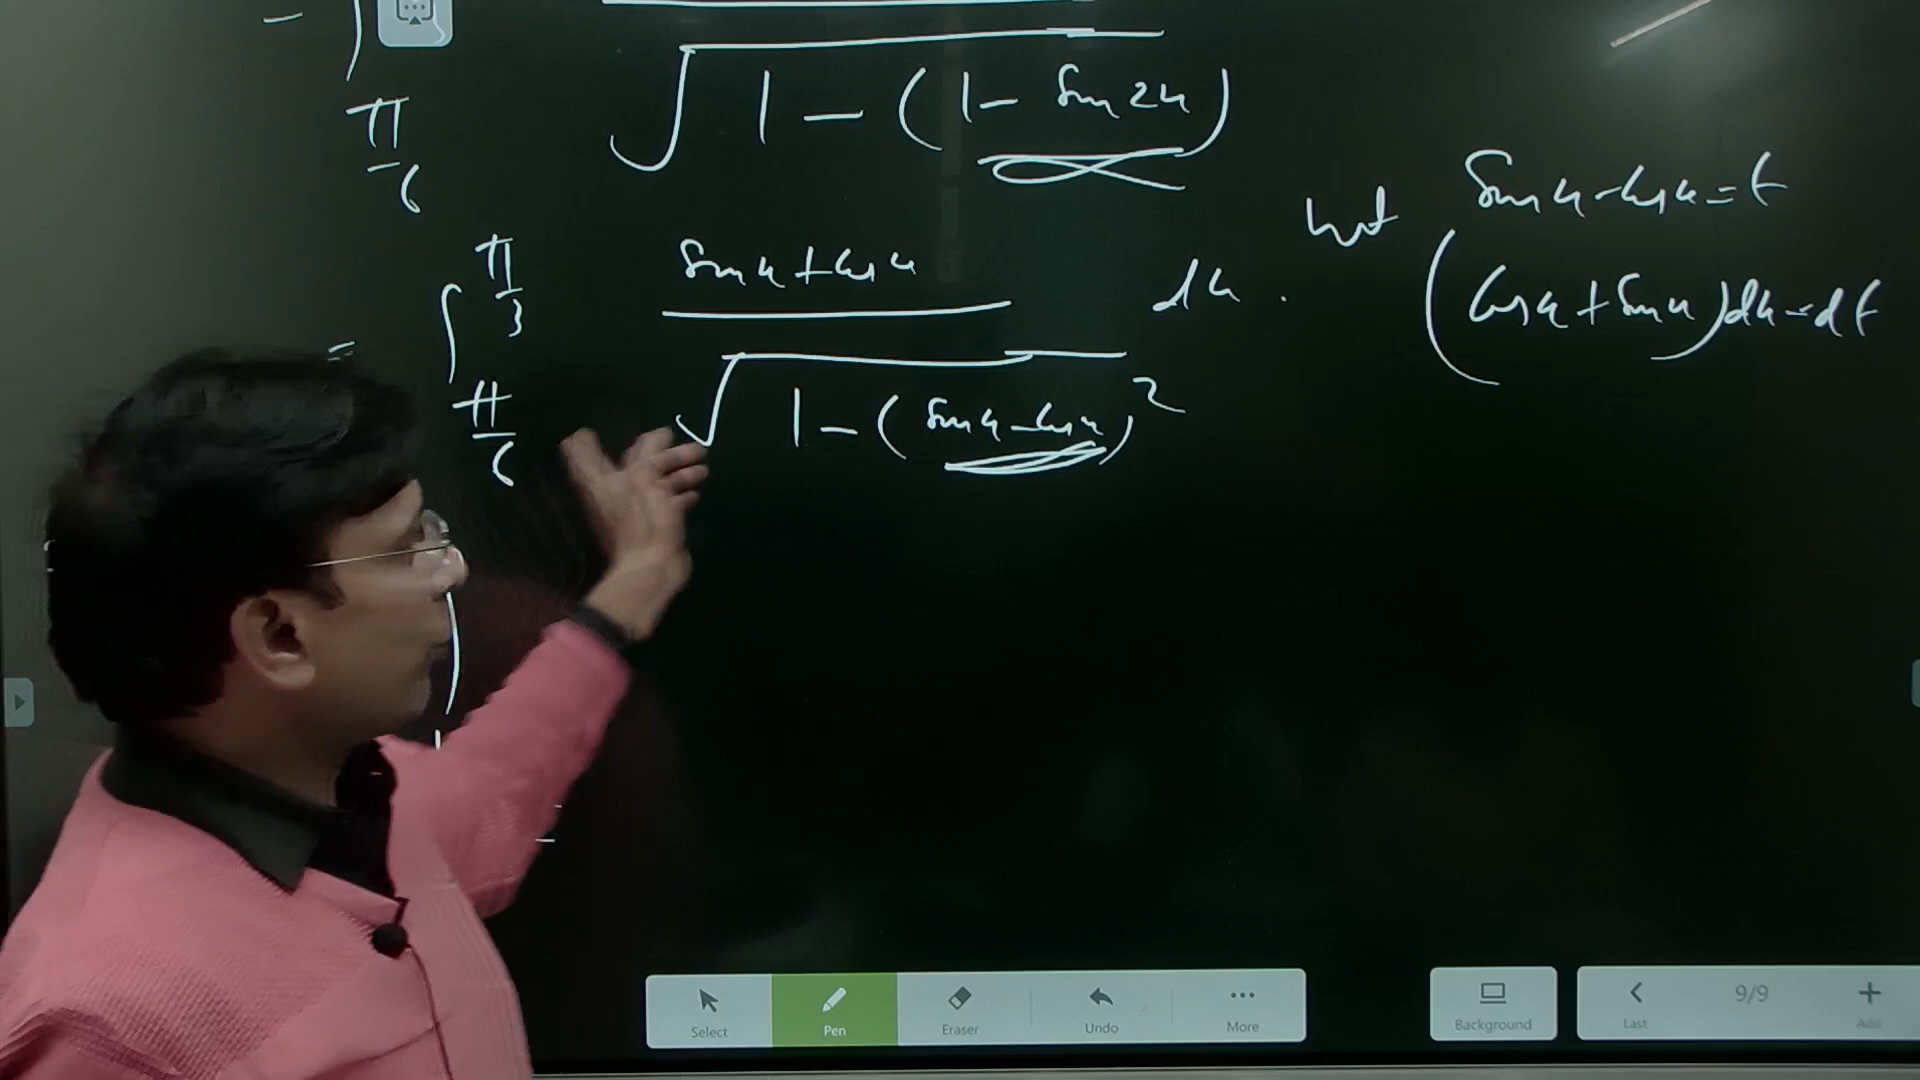 π/6 √1 - (1 - Sin2x)
= ∫ π/3 π/6 Sinx + Cosx / √1 - (Sinx - Cosx)² dx.
Sinx - Cosx = t
(Cosx + Sinx)dx = dt
Select Pen Eraser Undo More Background Last 9/9 Add